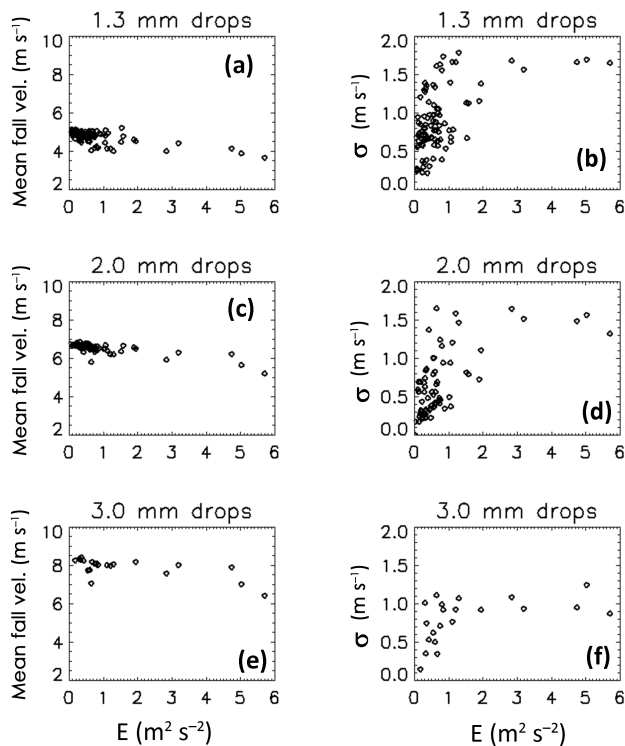 1.3 mm drops
Mean fall vel. (m s⁻¹)
10
8
6
4
2
(a)
0 1 2 3 4 5 6
1.3 mm drops
σ (m s⁻¹)
2.0
1.5
1.0
0.5
0.0
(b)
0 1 2 3 4 5 6
2.0 mm drops
Mean fall vel. (m s⁻¹)
10
8
6
4
2
(c)
0 1 2 3 4 5 6
2.0 mm drops
σ (m s⁻¹)
2.0
1.5
1.0
0.5
0.0
(d)
0 1 2 3 4 5 6
3.0 mm drops
Mean fall vel. (m s⁻¹)
10
8
6
4
2
(e)
0 1 2 3 4 5 6
E (m² s⁻²)
3.0 mm drops
σ (m s⁻¹)
2.0
1.5
1.0
0.5
0.0
(f)
0 1 2 3 4 5 6
E (m² s⁻²)